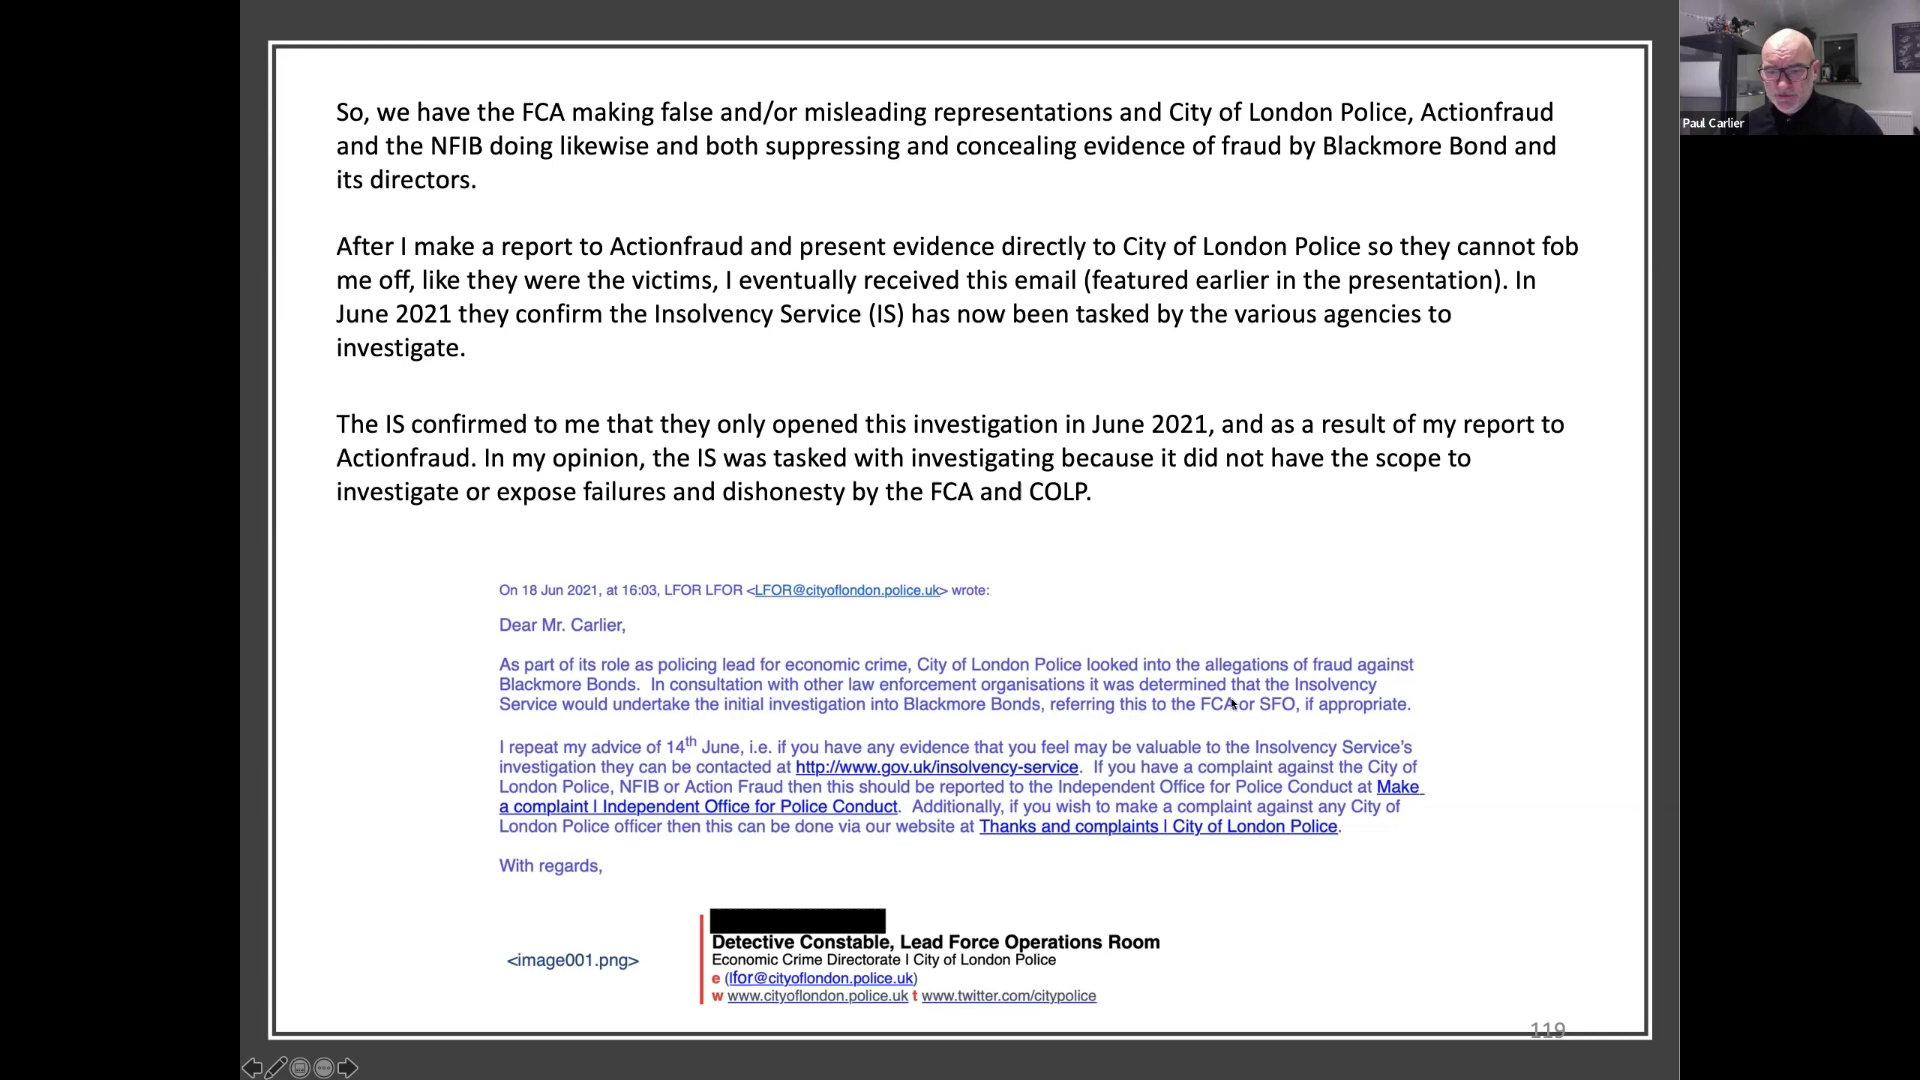 So, we have the FCA making false and/or misleading representations and City of London Police, Actionfraud
and the NFIB doing likewise and both suppressing and concealing evidence of fraud by Blackmore Bond and
its directors.
After I make a report to Actionfraud and present evidence directly to City of London Police so they cannot fob
me off, like they were the victims, I eventually received this email (featured earlier in the presentation). In
June 2021 they confirm the Insolvency Service (IS) has now been tasked by the various agencies to
investigate.
The IS confirmed to me that they only opened this investigation in June 2021, and as a result of my report to
Actionfraud. In my opinion, the IS was tasked with investigating because it did not have the scope to
investigate or expose failures and dishonesty by the FCA and COLP.
On 18 Jun 2021, at 16:03, LFOR LFOR <LFOR@cityoflondon.police.uk> wrote:
Dear Mr. Carlier,
As part of its role as policing lead for economic crime, City of London Police looked into the allegations of fraud against
Blackmore Bonds.  In consultation with other law enforcement organisations it was determined that the Insolvency
Service would undertake the initial investigation into Blackmore Bonds, referring this to the FCA or SFO, if appropriate.
I repeat my advice of 14th June, i.e. if you have any evidence that you feel may be valuable to the Insolvency Service's
investigation they can be contacted at http://www.gov.uk/insolvency-service.  If you have a complaint against the City of
London Police, NFIB or Action Fraud then this should be reported to the Independent Office for Police Conduct at Make
a complaint | Independent Office for Police Conduct.  Additionally, if you wish to make a complaint against any City of
London Police officer then this can be done via our website at Thanks and complaints | City of London Police.
With regards,
<image001.png>
Detective Constable, Lead Force Operations Room
Economic Crime Directorate | City of London Police
e (lfor@cityoflondon.police.uk)
w www.cityoflondon.police.uk t www.twitter.com/citypolice
119
Paul Carlier